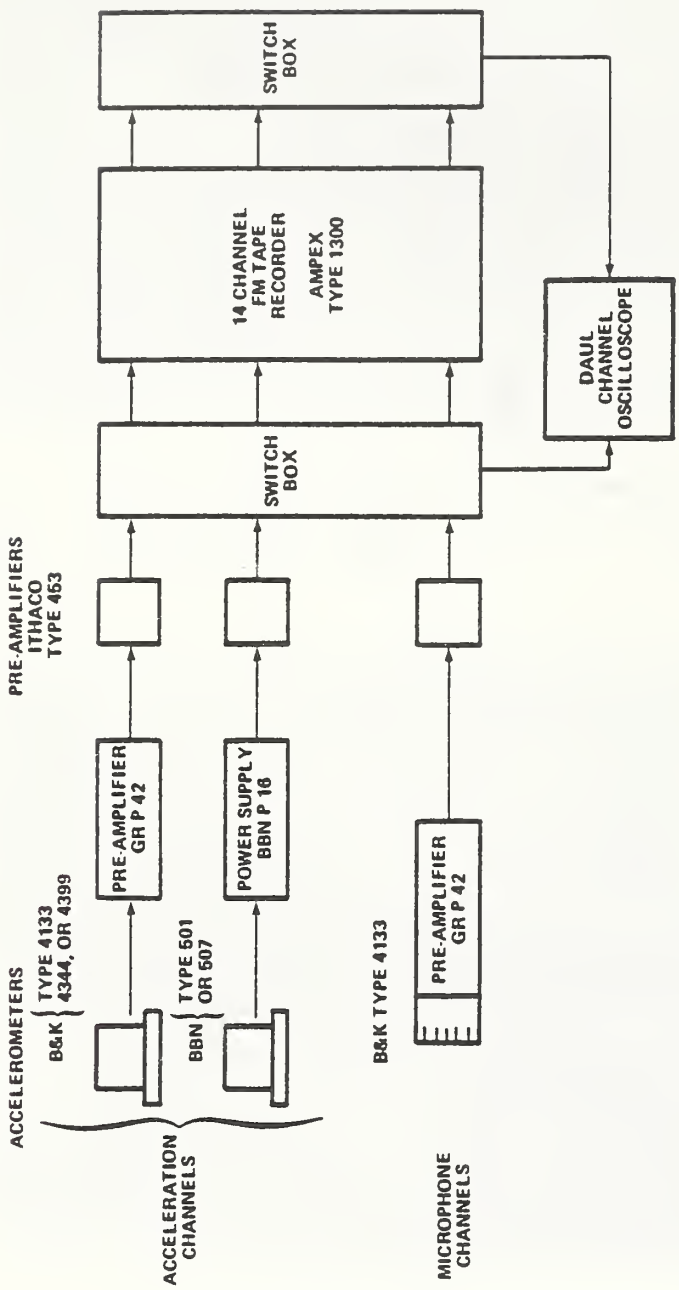 ACCELEROMETERS
B&K { TYPE 4133
4344, OR 4399
PRE-AMPLIFIER
GR P 42
PRE-AMPLIFIERS
ITHACO
TYPE 453
ACCELERATION
CHANNELS
BBN { TYPE 501
OR 507
POWER SUPPLY
BBN P 16
SWITCH
BOX
14 CHANNEL
FM TAPE
RECORDER
AMPEX
TYPE 1300
SWITCH
BOX
MICROPHONE
CHANNELS
B&K TYPE 4133
PRE-AMPLIFIER
GR P 42
DAUL
CHANNEL
OSCILLOSCOPE